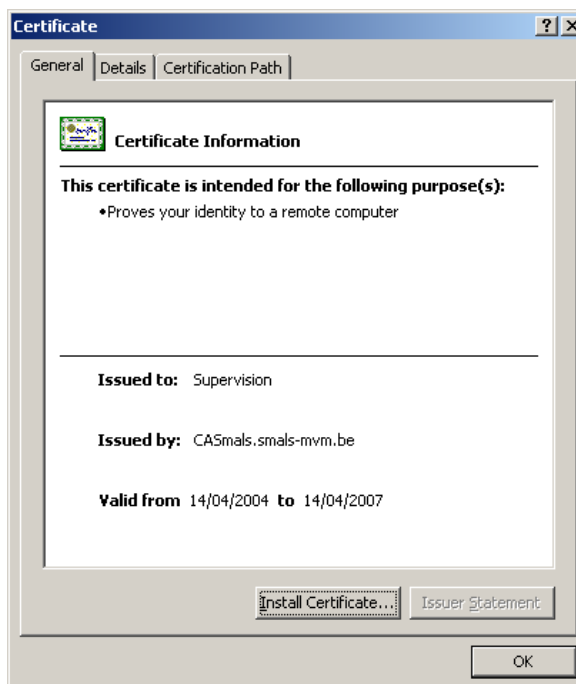 Certificate
General Details Certification Path
Certificate Information
This certificate is intended for the following purpose(s):
•Proves your identity to a remote computer
Issued to: Supervision
Issued by: CASmals.smals-mvm.be
Valid from 14/04/2004 to 14/04/2007
Install Certificate... Issuer Statement
OK